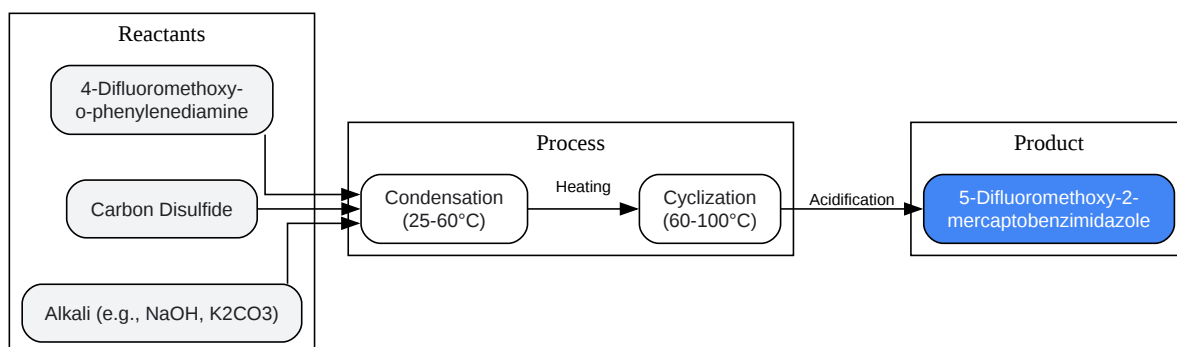 Reactants
4-Difluoromethoxy-
o-phenylenediamine
Carbon Disulfide
Alkali (e.g., NaOH, K2CO3)
Process
Condensation
(25-60°C)
Heating
Cyclization
(60-100°C)
Acidification
Product
5-Difluoromethoxy-2-
mercaptobenzimidazole